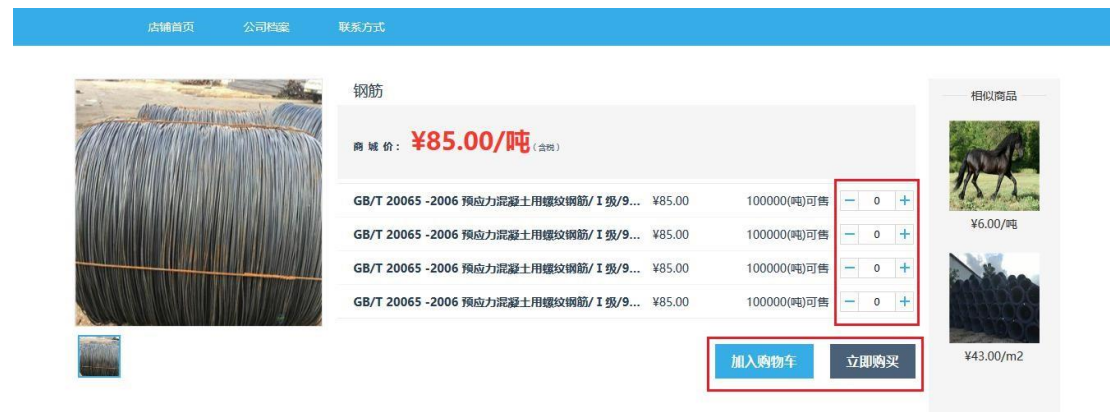 店铺首页 公司档案 联系方式
钢筋
商城价: ¥85.00/吨 (含税)
GB/T 20065 -2006 预应力混凝土用螺纹钢筋/ I 级/9... ¥85.00 100000(吨)可售 − 0 +
GB/T 20065 -2006 预应力混凝土用螺纹钢筋/ I 级/9... ¥85.00 100000(吨)可售 − 0 +
GB/T 20065 -2006 预应力混凝土用螺纹钢筋/ I 级/9... ¥85.00 100000(吨)可售 − 0 +
GB/T 20065 -2006 预应力混凝土用螺纹钢筋/ I 级/9... ¥85.00 100000(吨)可售 − 0 +
加入购物车 立即购买
相似商品
¥6.00/吨
¥43.00/m2